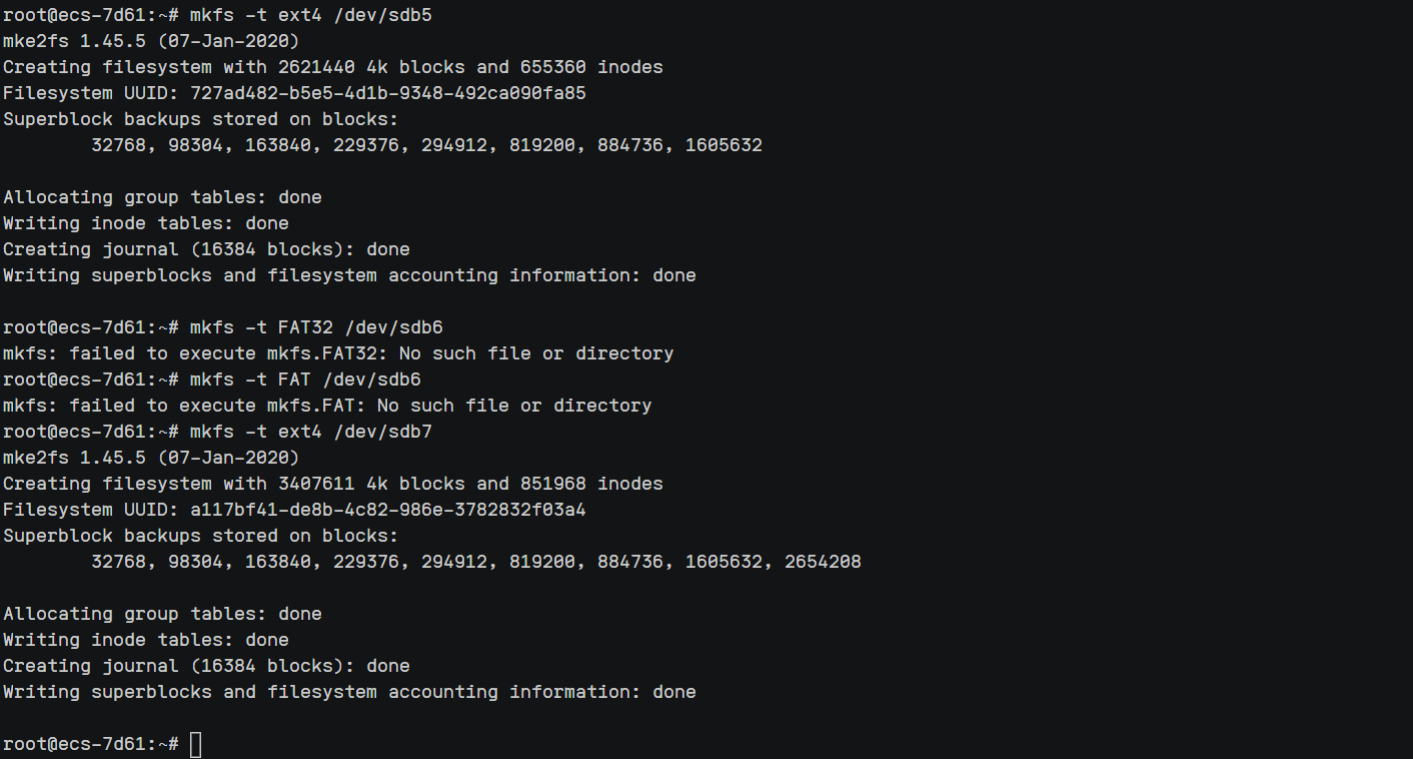 root@ecs-7d61:~# mkfs -t ext4 /dev/sdb5
mke2fs 1.45.5 (07-Jan-2020)
Creating filesystem with 2621440 4k blocks and 655360 inodes
Filesystem UUID: 727ad482-b5e5-4d1b-9348-492ca090fa85
Superblock backups stored on blocks:
        32768, 98304, 163840, 229376, 294912, 819200, 884736, 1605632

Allocating group tables: done
Writing inode tables: done
Creating journal (16384 blocks): done
Writing superblocks and filesystem accounting information: done

root@ecs-7d61:~# mkfs -t FAT32 /dev/sdb6
mkfs: failed to execute mkfs.FAT32: No such file or directory
root@ecs-7d61:~# mkfs -t FAT /dev/sdb6
mkfs: failed to execute mkfs.FAT: No such file or directory
root@ecs-7d61:~# mkfs -t ext4 /dev/sdb7
mke2fs 1.45.5 (07-Jan-2020)
Creating filesystem with 3407611 4k blocks and 851968 inodes
Filesystem UUID: a117bf41-de8b-4c82-986e-3782832f03a4
Superblock backups stored on blocks:
        32768, 98304, 163840, 229376, 294912, 819200, 884736, 1605632, 2654208

Allocating group tables: done
Writing inode tables: done
Creating journal (16384 blocks): done
Writing superblocks and filesystem accounting information: done

root@ecs-7d61:~#